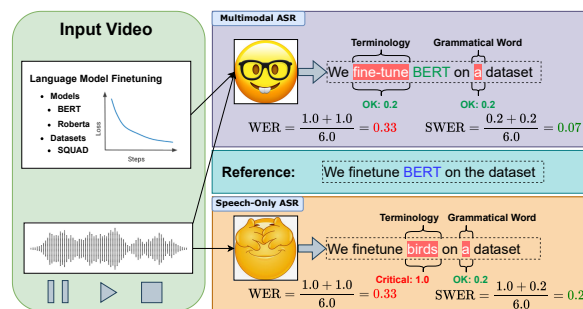 Input Video
Language Model Finetuning
• Models
• BERT
• Roberta
• Datasets
• SQUAD
Loss
Steps
Multimodal ASR
Terminology Grammatical Word
We fine-tune BERT on a dataset
OK: 0.2 OK: 0.2
WER = (1.0 + 1.0) / 6.0 = 0.33 SWER = (0.2 + 0.2) / 6.0 = 0.07
Reference: We finetune BERT on the dataset
Speech-Only ASR
Terminology Grammatical Word
We finetune birds on a dataset
Critical: 1.0 OK: 0.2
WER = (1.0 + 1.0) / 6.0 = 0.33 SWER = (1.0 + 0.2) / 6.0 = 0.2